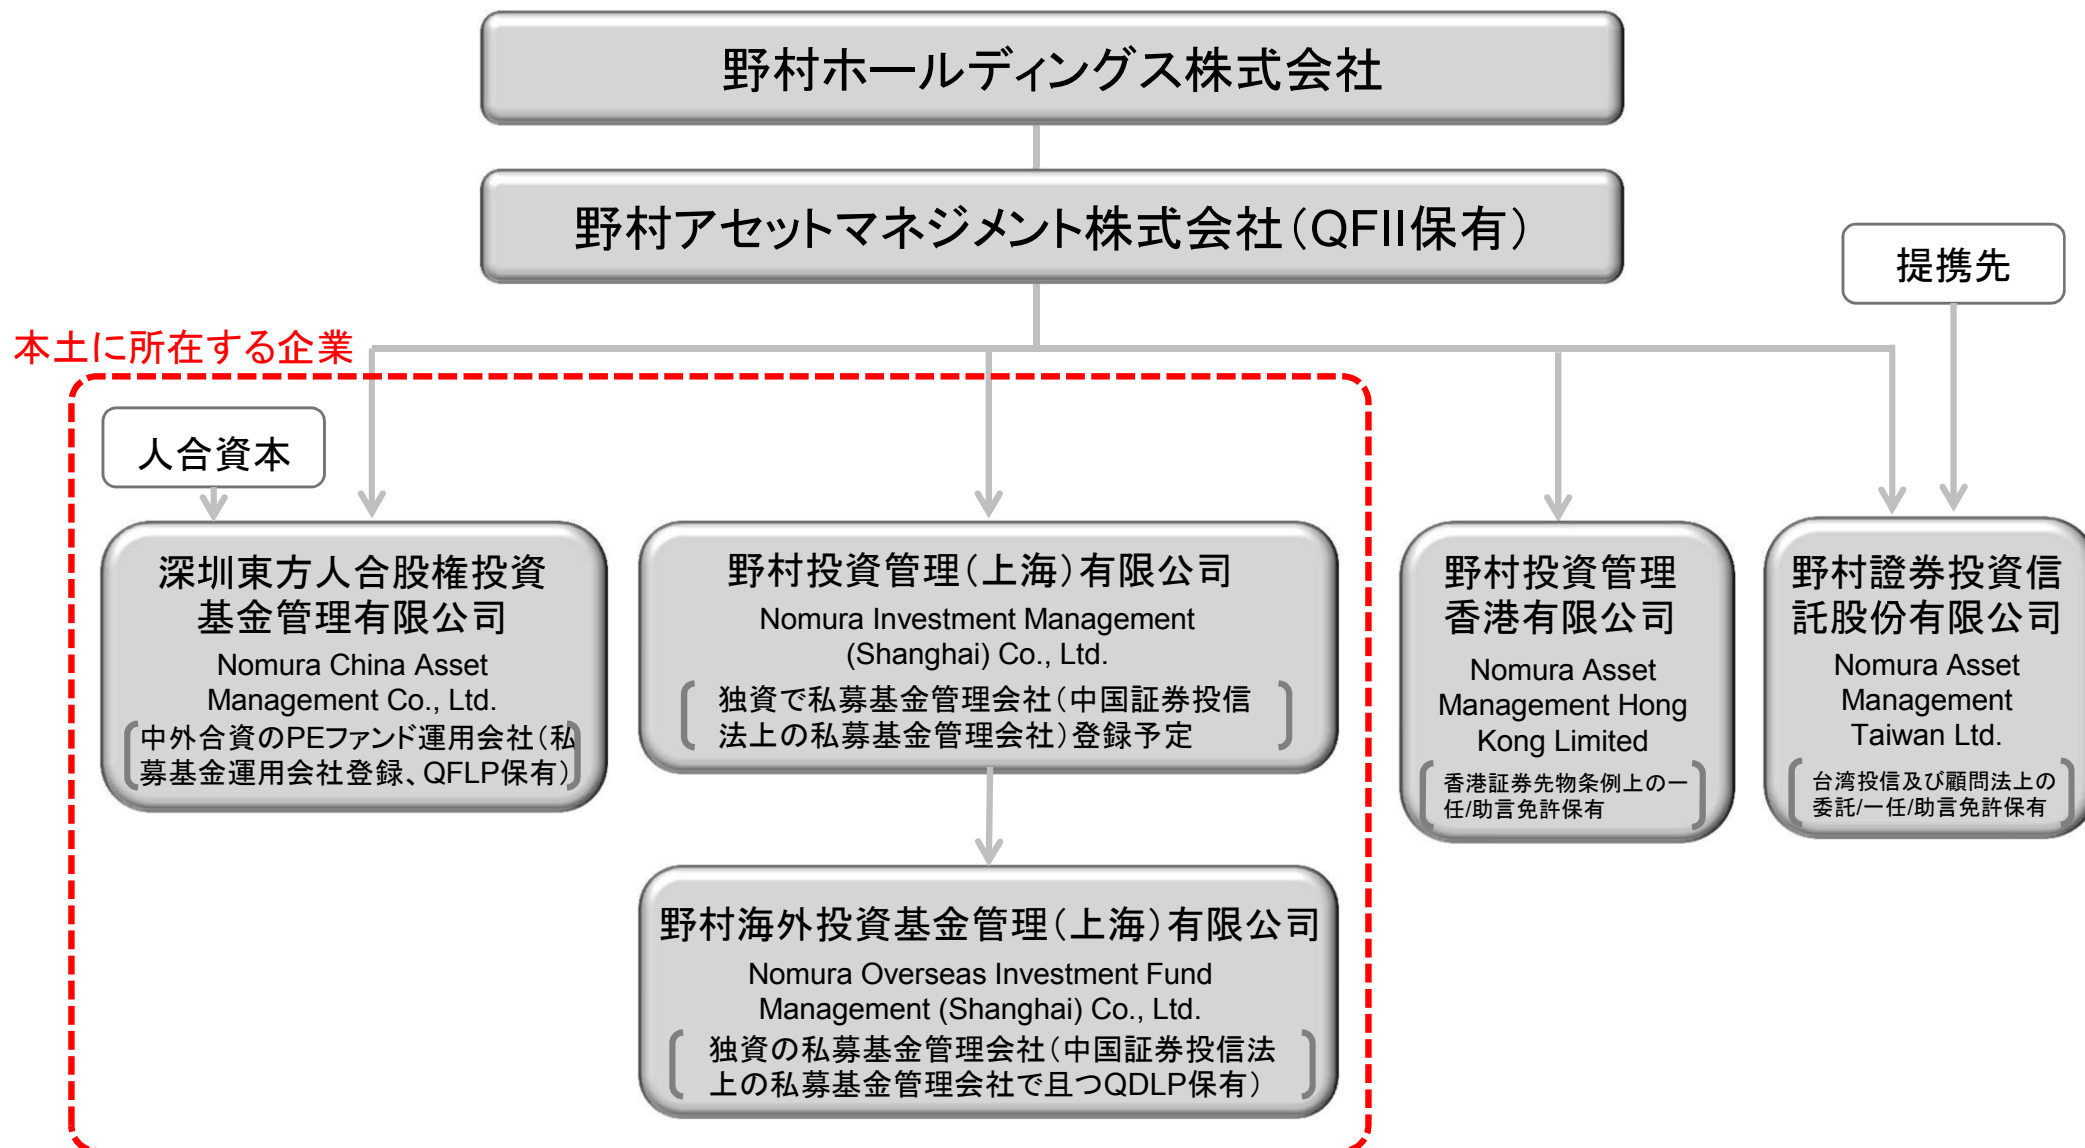 野村ホールディングス株式会社
野村アセットマネジメント株式会社（QFII保有）
提携先
本土に所在する企業
人合資本
深圳東方人合股権投資
基金管理有限公司
Nomura China Asset
Management Co., Ltd.
中外合資のPEファンド運用会社（私
募基金運用会社登録、QFLP保有）
野村投資管理（上海）有限公司
Nomura Investment Management
(Shanghai) Co., Ltd.
独資で私募基金管理会社（中国証券投信
法上の私募基金管理会社）登録予定
野村投資管理
香港有限公司
Nomura Asset
Management Hong
Kong Limited
香港証券先物条例上の一
任/助言免許保有
野村證券投資信
託股份有限公司
Nomura Asset
Management
Taiwan Ltd.
台湾投信及び顧問法上の
委託/一任/助言免許保有
野村海外投資基金管理（上海）有限公司
Nomura Overseas Investment Fund
Management (Shanghai) Co., Ltd.
独資の私募基金管理会社（中国証券投信法
上の私募基金管理会社で且つQDLP保有）